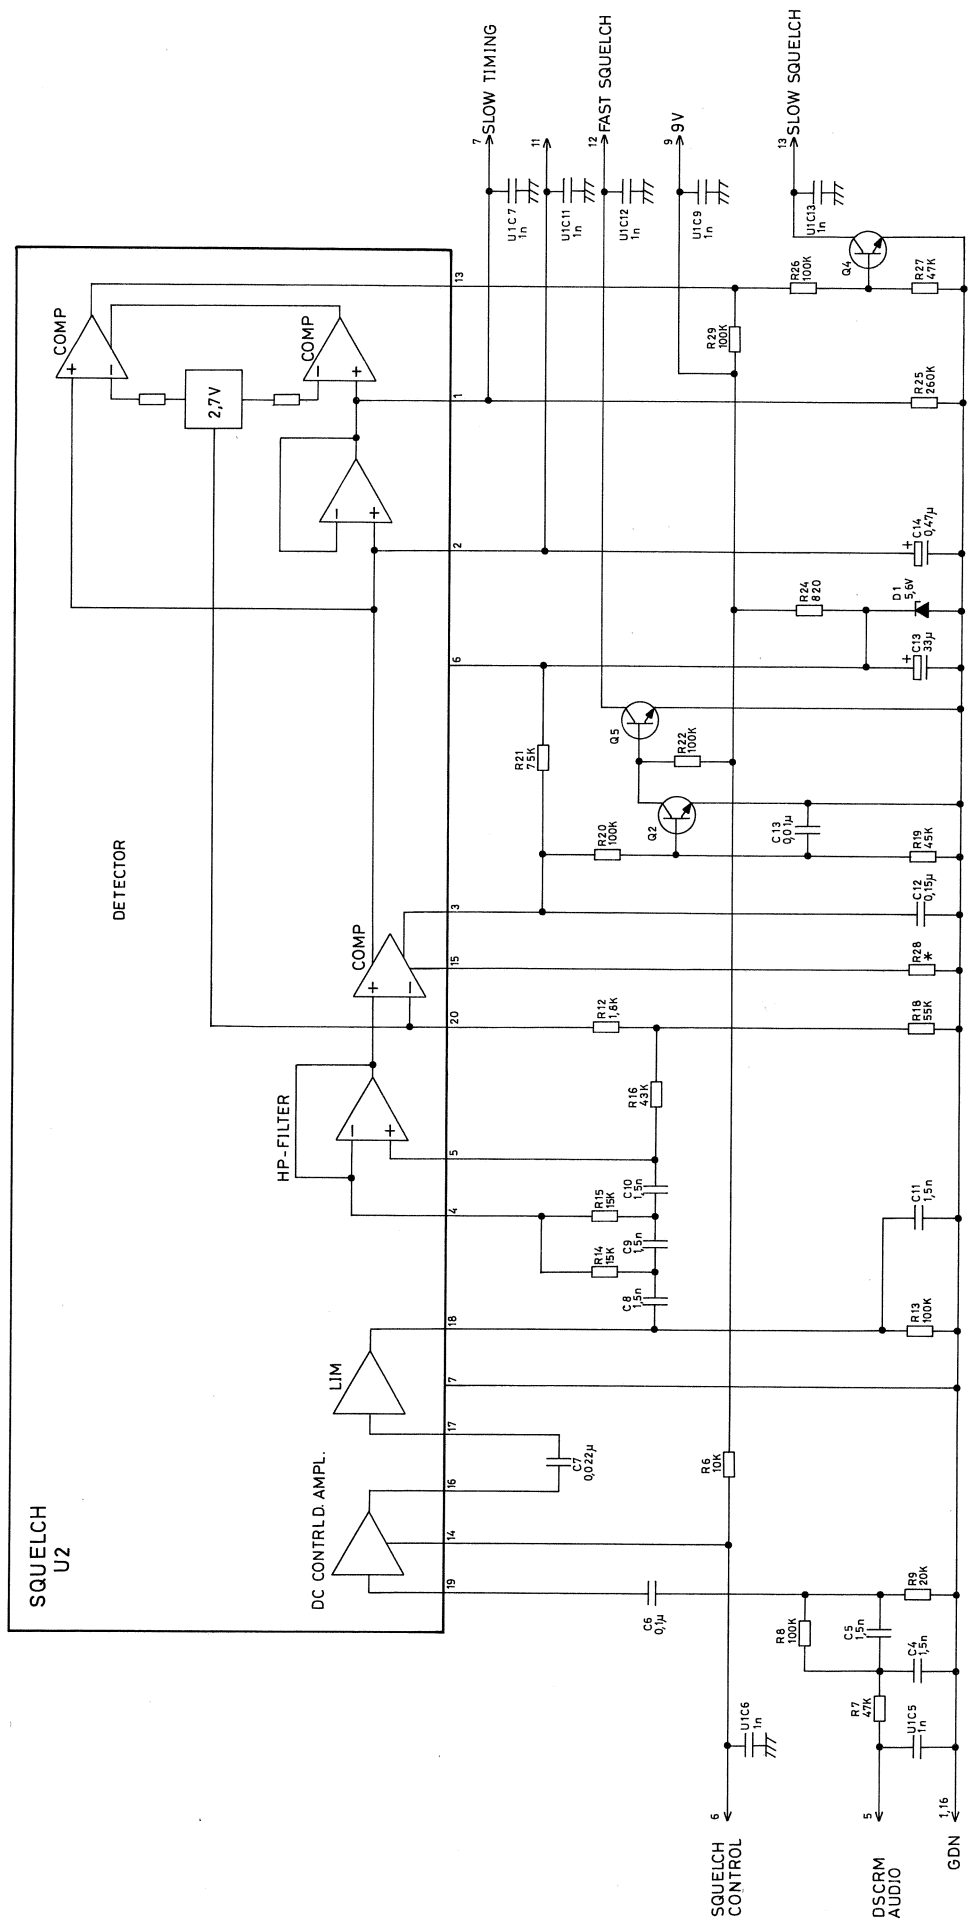 SQUELCH
U2
DETECTOR
DC CONTRLD. AMPL.
LIM
HP-FILTER
COMP
COMP
COMP
2,7V
+
-
-
+
+
-
-
+
-
+
19
14
16
17
7
18
4
5
20
15
3
6
2
1
13
7
SLOW TIMING
U1C7
1n
11
U1C11
1n
12
FAST SQUELCH
U1C12
1n
9
9V
U1C9
1n
13
SLOW SQUELCH
U1C13
1n
6
SQUELCH
CONTROL
U1C6
1n
5
DSCRM
AUDIO
U1C5
1n
1,16
GDN
R7
47K
C4
1,5n
R8
100K
C5
1,5n
R9
20K
C6
0,1µ
R6
10K
C7
0,022µ
R13
100K
C11
1,5n
C8
1,5n
R14
15K
C9
1,5n
R15
15K
C10
1,5n
R16
43K
R12
1,8K
R18
55K
R28
*
C12
0,15µ
R21
75K
R20
100K
Q2
C13
0,01µ
R19
45K
Q5
R22
100K
+
C13
33µ
R24
820
D1
5,6V
+
C14
0,47µ
R25
260K
R29
100K
R26
100K
Q4
R27
47K